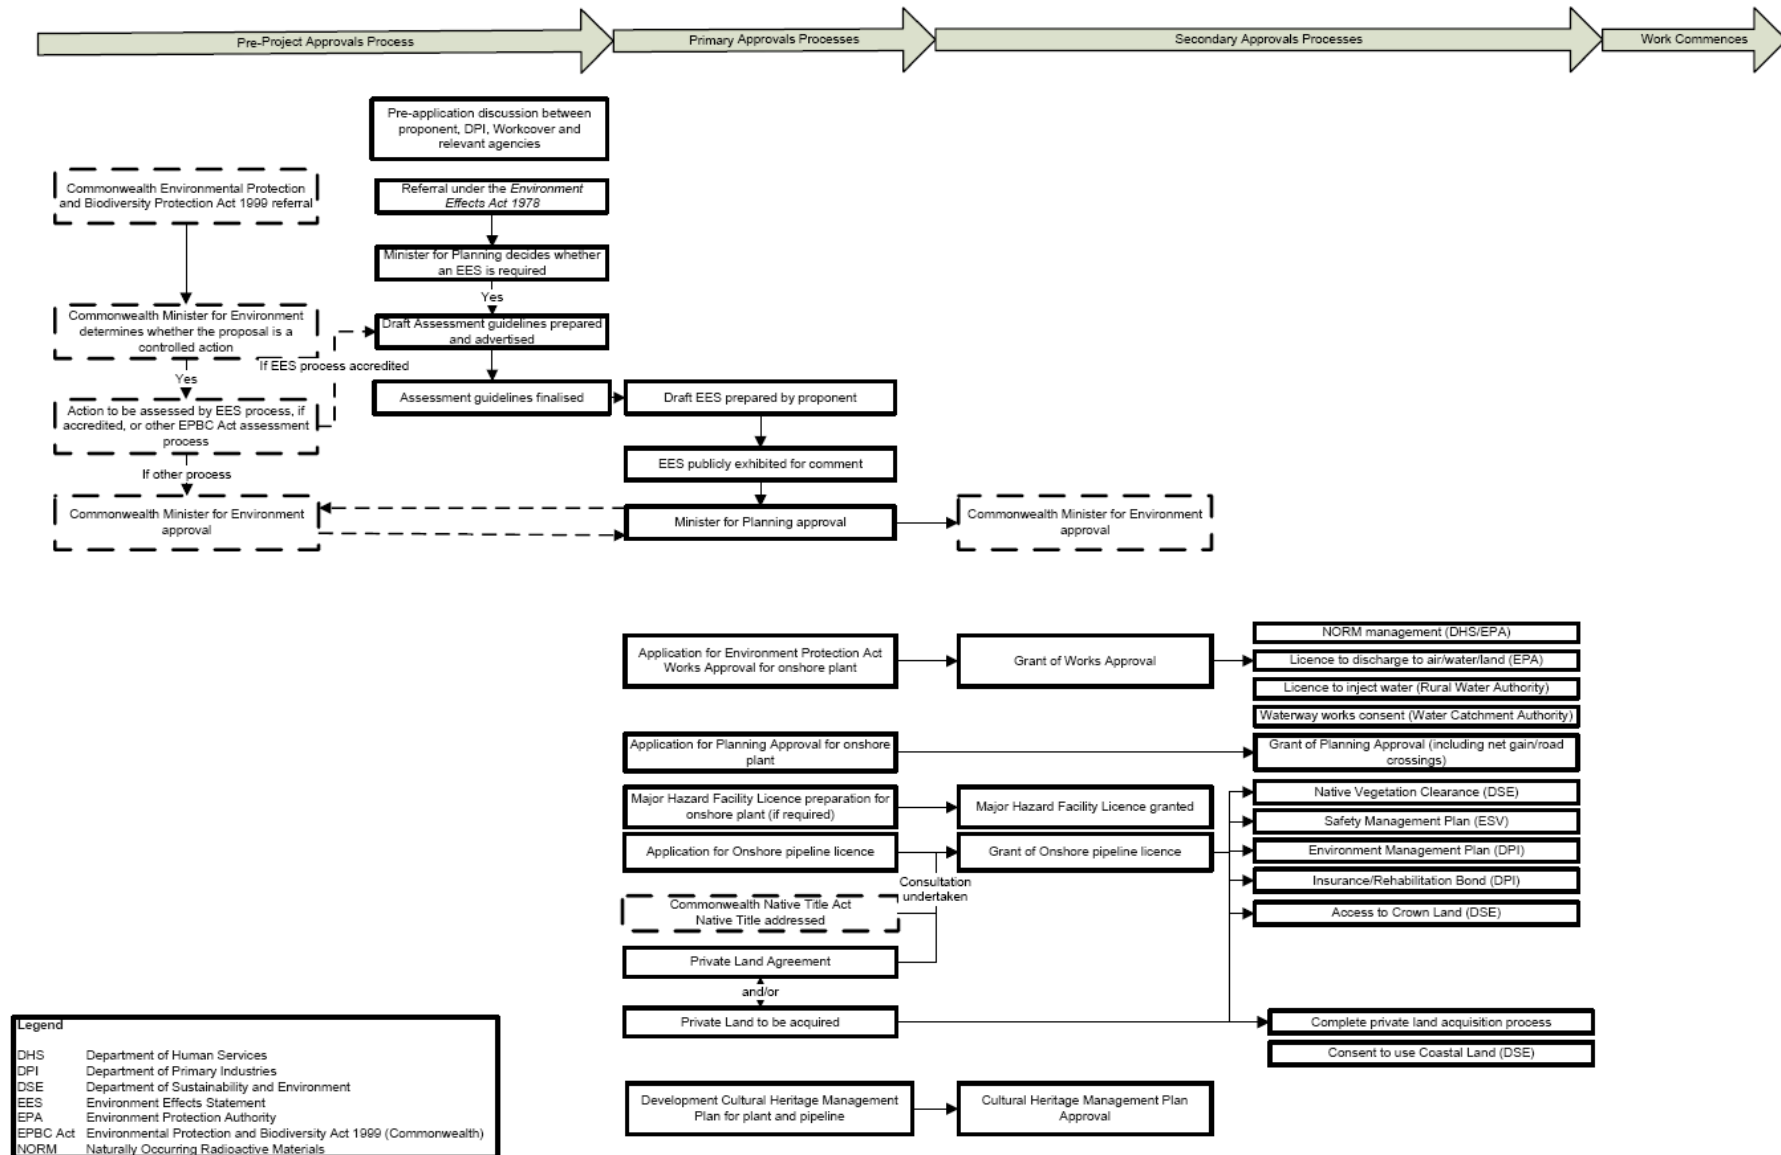 Pre-Project Approvals Process
Primary Approvals Processes
Secondary Approvals Processes
Work Commences
Pre-application discussion between
proponent, DPI, Workcover and
relevant agencies
Commonwealth Environmental Protection
and Biodiversity Protection Act 1999 referral
Referral under the Environment
Effects Act 1978
Minister for Planning decides whether
an EES is required
Yes
Commonwealth Minister for Environment
determines whether the proposal is a
controlled action
Draft Assessment guidelines prepared
and advertised
If EES process accredited
Yes
Action to be assessed by EES process, if
accredited, or other EPBC Act assessment
process
Assessment guidelines finalised
Draft EES prepared by proponent
If other process
EES publicly exhibited for comment
Commonwealth Minister for Environment
approval
Minister for Planning approval
Commonwealth Minister for Environment
approval
Application for Environment Protection Act
Works Approval for onshore plant
Grant of Works Approval
NORM management (DHS/EPA)
Licence to discharge to air/water/land (EPA)
Licence to inject water (Rural Water Authority)
Waterway works consent (Water Catchment Authority)
Application for Planning Approval for onshore
plant
Grant of Planning Approval (including net gain/road
crossings)
Major Hazard Facility Licence preparation for
onshore plant (if required)
Major Hazard Facility Licence granted
Native Vegetation Clearance (DSE)
Safety Management Plan (ESV)
Application for Onshore pipeline licence
Grant of Onshore pipeline licence
Environment Management Plan (DPI)
Consultation
undertaken
Insurance/Rehabilitation Bond (DPI)
Commonwealth Native Title Act
Native Title addressed
Access to Crown Land (DSE)
Private Land Agreement
and/or
Private Land to be acquired
Complete private land acquisition process
Consent to use Coastal Land (DSE)
Development Cultural Heritage Management
Plan for plant and pipeline
Cultural Heritage Management Plan
Approval
Legend
DHS Department of Human Services
DPI Department of Primary Industries
DSE Department of Sustainability and Environment
EES Environment Effects Statement
EPA Environment Protection Authority
EPBC Act Environmental Protection and Biodiversity Act 1999 (Commonwealth)
NORM Naturally Occurring Radioactive Materials